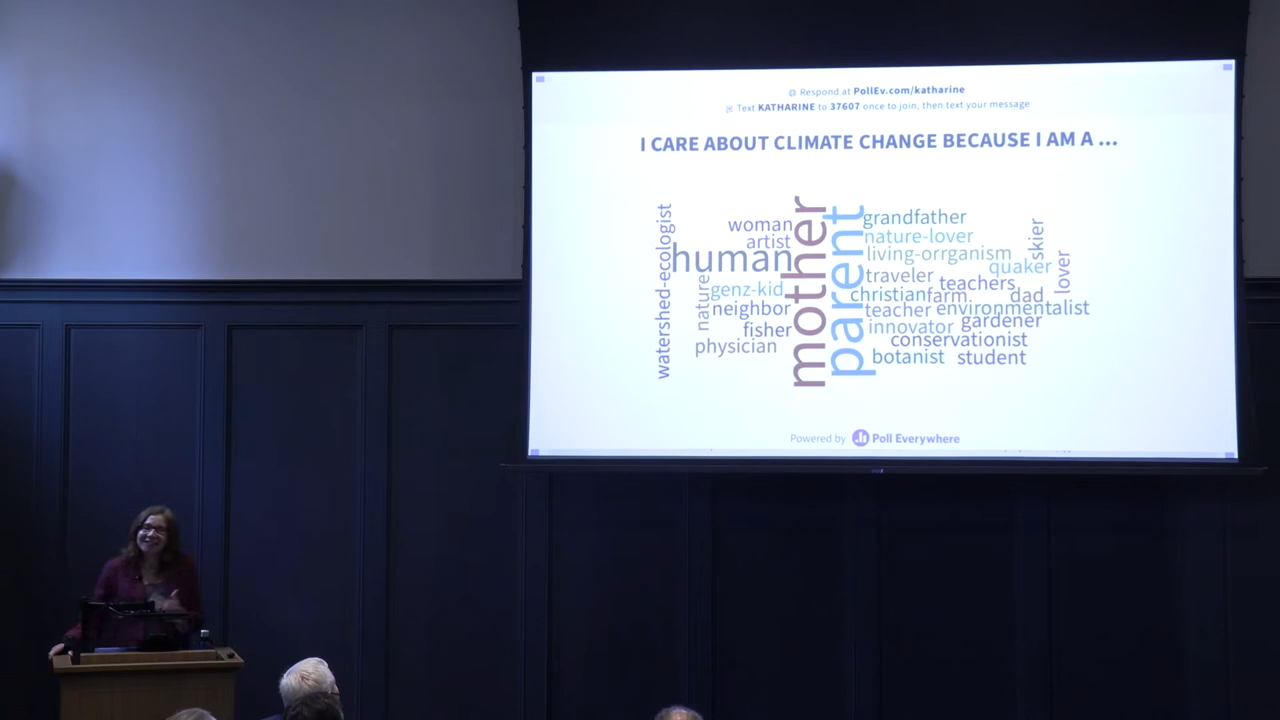 Respond at PollEv.com/katharine
Text KATHARINE to 37607 once to join, then text your message
I CARE ABOUT CLIMATE CHANGE BECAUSE I AM A ...
watershed-ecologist
woman
artist
human
nature
genz-kid
neighbor
fisher
physician
mother
parent
grandfather
nature-lover
living-orrganism
skier
quaker
lover
traveler
teachers
christian
farm
dad
teacher
environmentalist
innovator
gardener
conservationist
botanist
student
Powered by Poll Everywhere